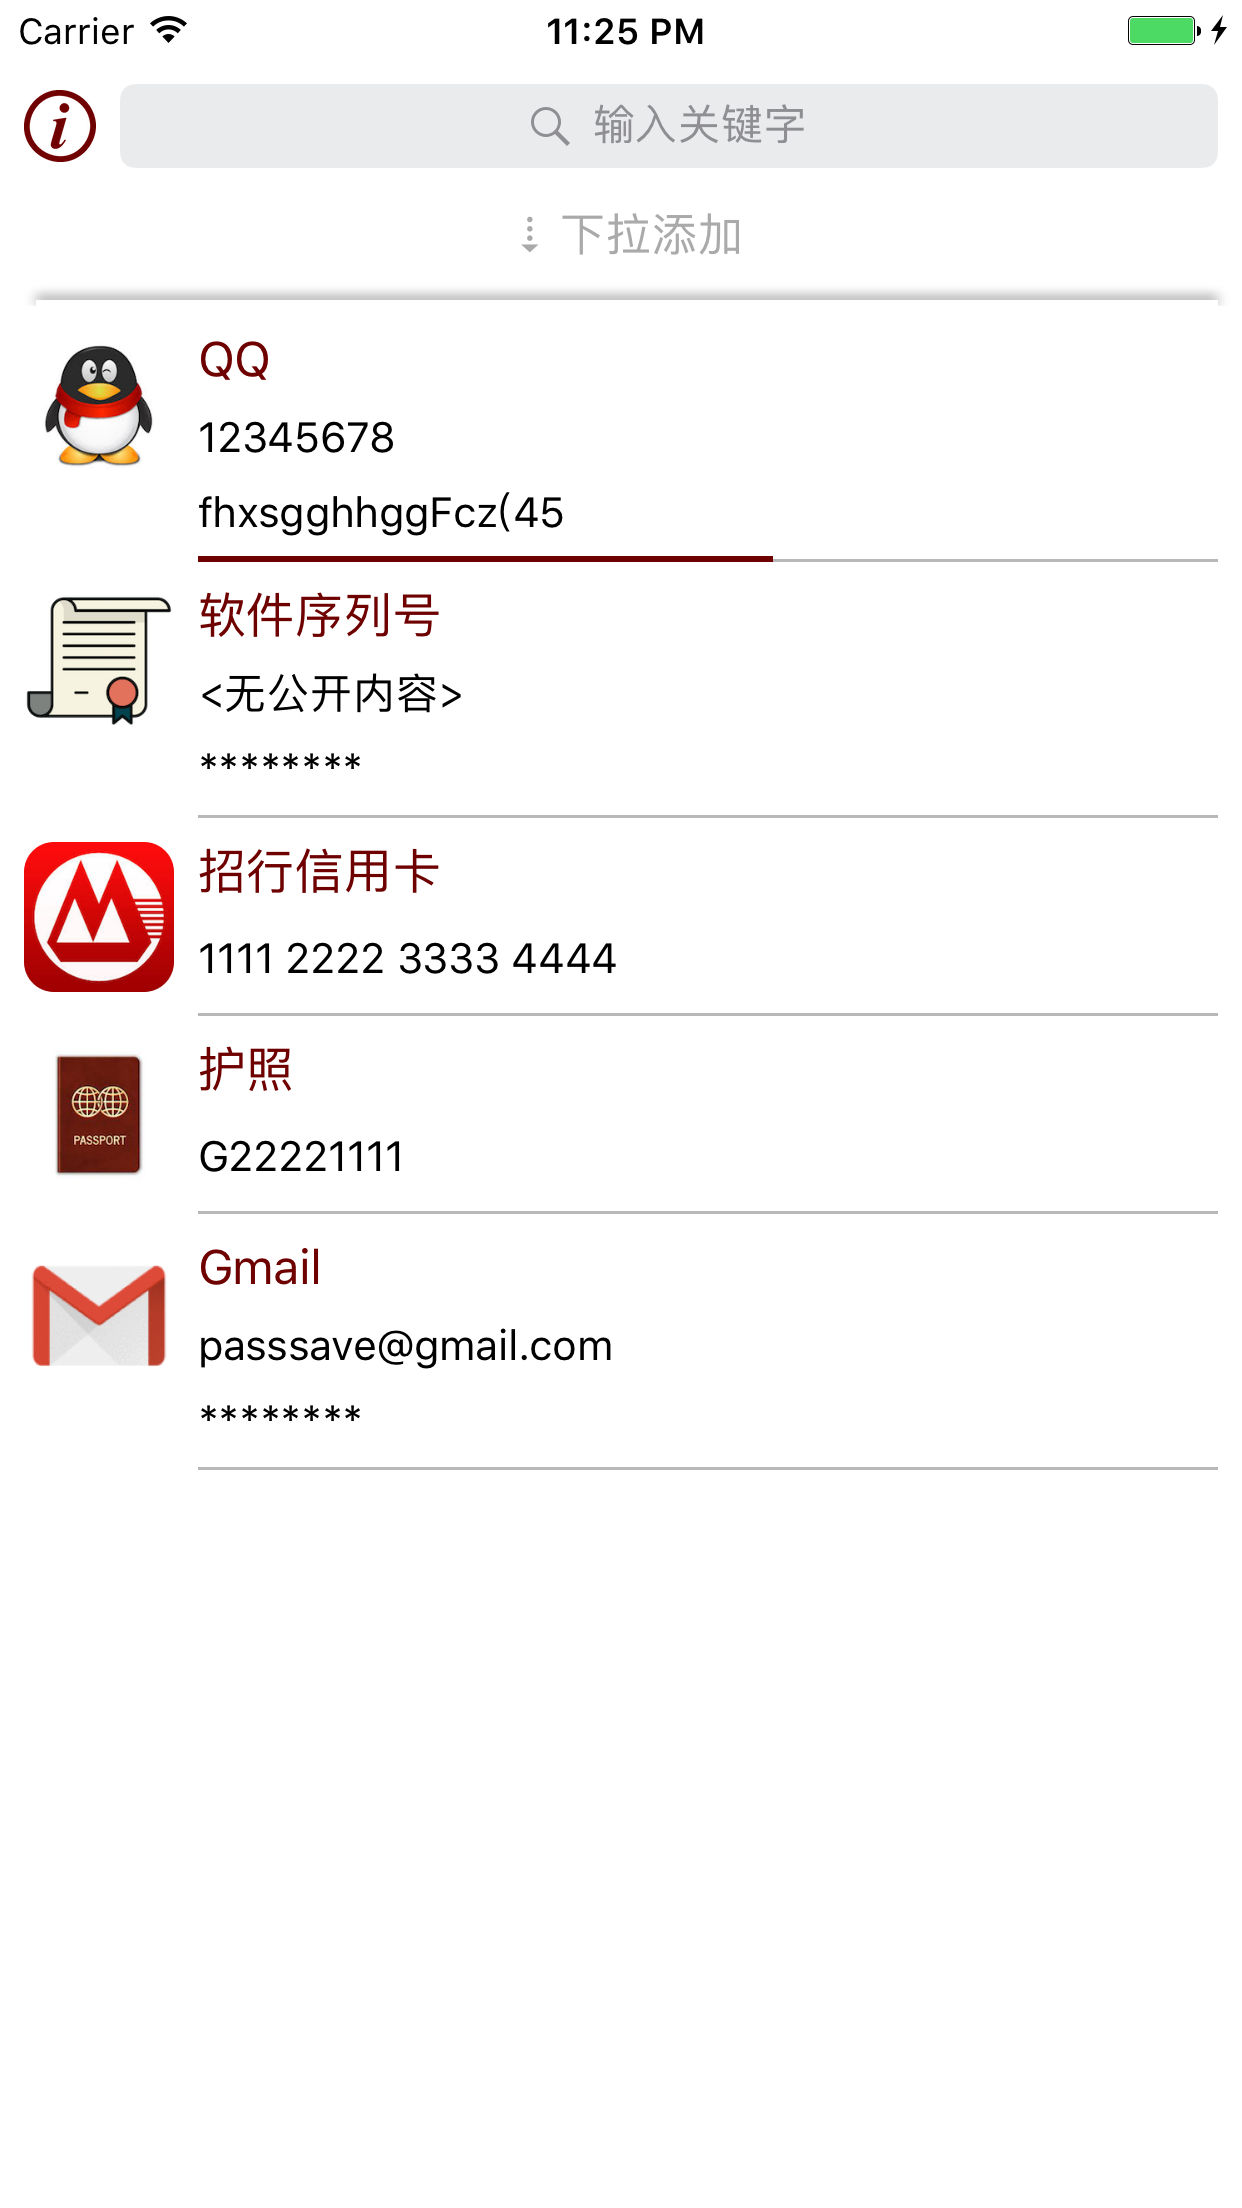 Carrier 11:25 PM
i 输入关键字
下拉添加
QQ
12345678
fhxsgghhggFcz(45
软件序列号
<无公开内容>
********
招行信用卡
1111 2222 3333 4444
护照
PASSPORT
G22221111
Gmail
passsave@gmail.com
********